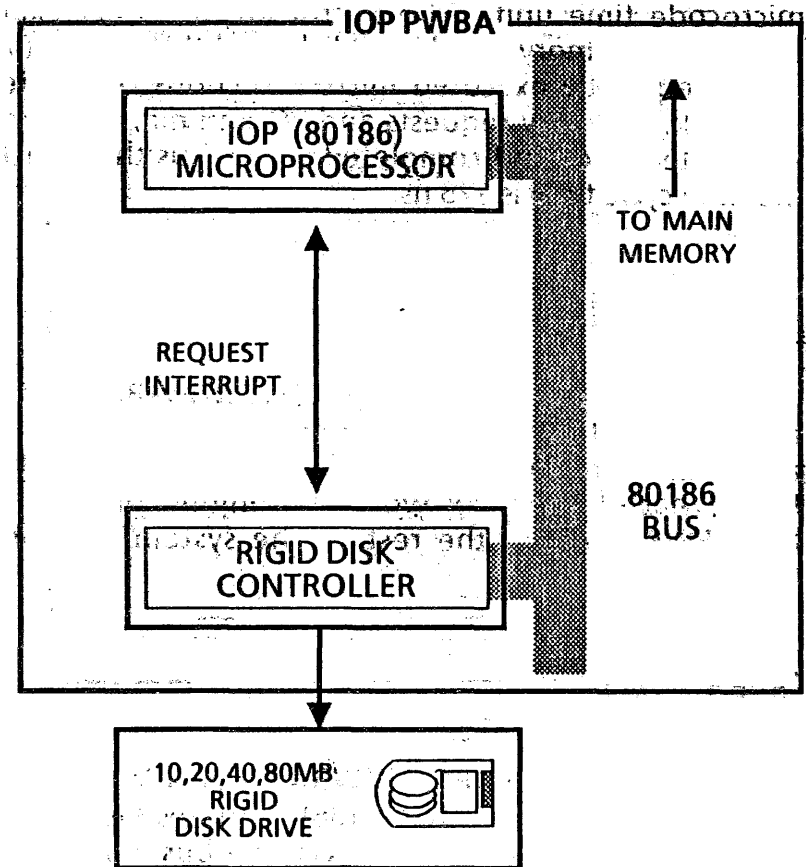 IOP PWBA
IOP (80186)
MICROPROCESSOR
TO MAIN
MEMORY
REQUEST
INTERRUPT
80186
BUS
RIGID DISK
CONTROLLER
10,20,40,80MB
RIGID
DISK DRIVE